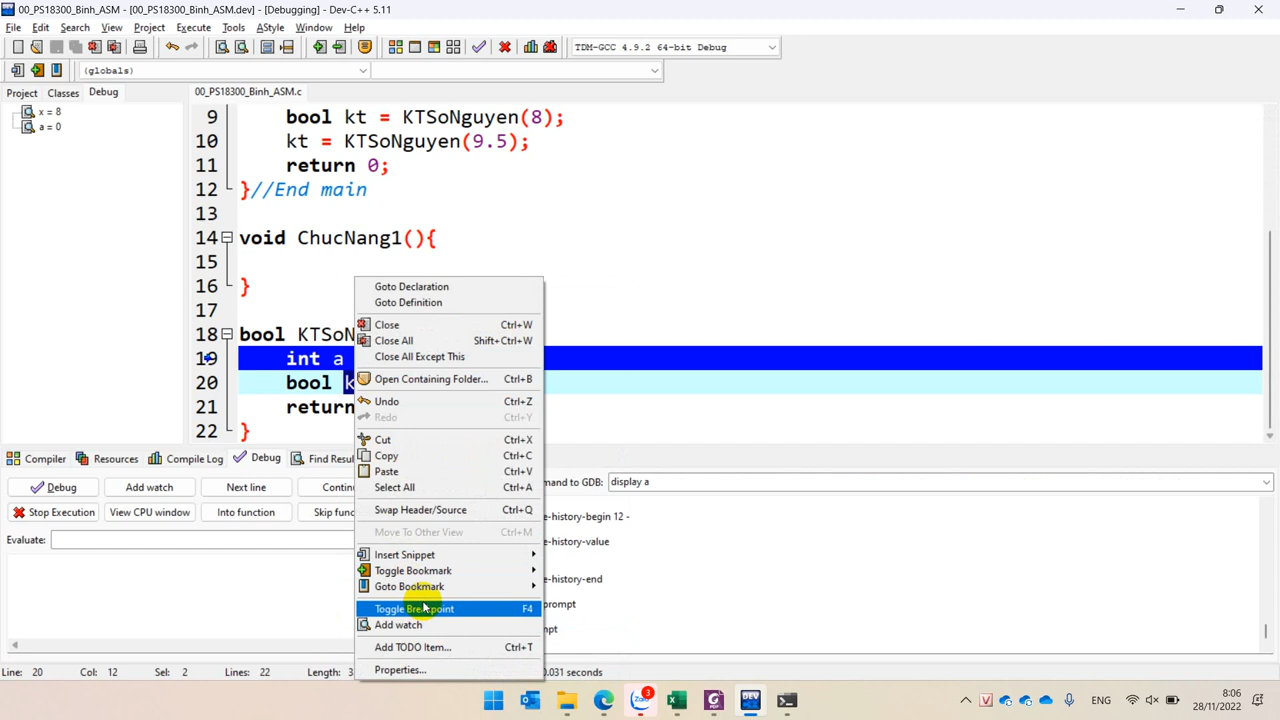 00_PS18300_Binh_ASM - [00_PS18300_Binh_ASM.dev] - [Debugging] - Dev-C++ 5.11
File Edit Search View Project Execute Tools AStyle Window Help
TDM-GCC 4.9.2 64-bit Debug
(globals)
Project Classes Debug
00_PS18300_Binh_ASM.c
x = 8
a = 0
9 bool kt = KTSoNguyen(8);
10 kt = KTSoNguyen(9.5);
11 return 0;
12 }//End main
13
14 void ChucNang1(){
15
16 }
17
18 bool KTSoN
19 int a
20 bool k
21 return
22 }
Goto Declaration
Goto Definition
Close Ctrl+W
Close All Shift+Ctrl+W
Close All Except This
Open Containing Folder... Ctrl+B
Undo Ctrl+Z
Redo Ctrl+Y
Cut Ctrl+X
Copy Ctrl+C
Paste Ctrl+V
Select All Ctrl+A
Swap Header/Source Ctrl+Q
Move To Other View Ctrl+M
Insert Snippet
Toggle Bookmark
Goto Bookmark
Toggle Breakpoint F4
Add watch
Add TODO Item... Ctrl+T
Properties...
Compiler Resources Compile Log Debug Find Resu
Debug Add watch Next line Contin
mand to GDB: display a
Stop Execution View CPU window Into function Skip func
Evaluate:
e-history-begin 12 -
e-history-value
e-history-end
prompt
npt
Line: 20 Col: 12 Sel: 2 Lines: 22 Length: 3 0.031 seconds
3
DEV
ENG
8:06
28/11/2022